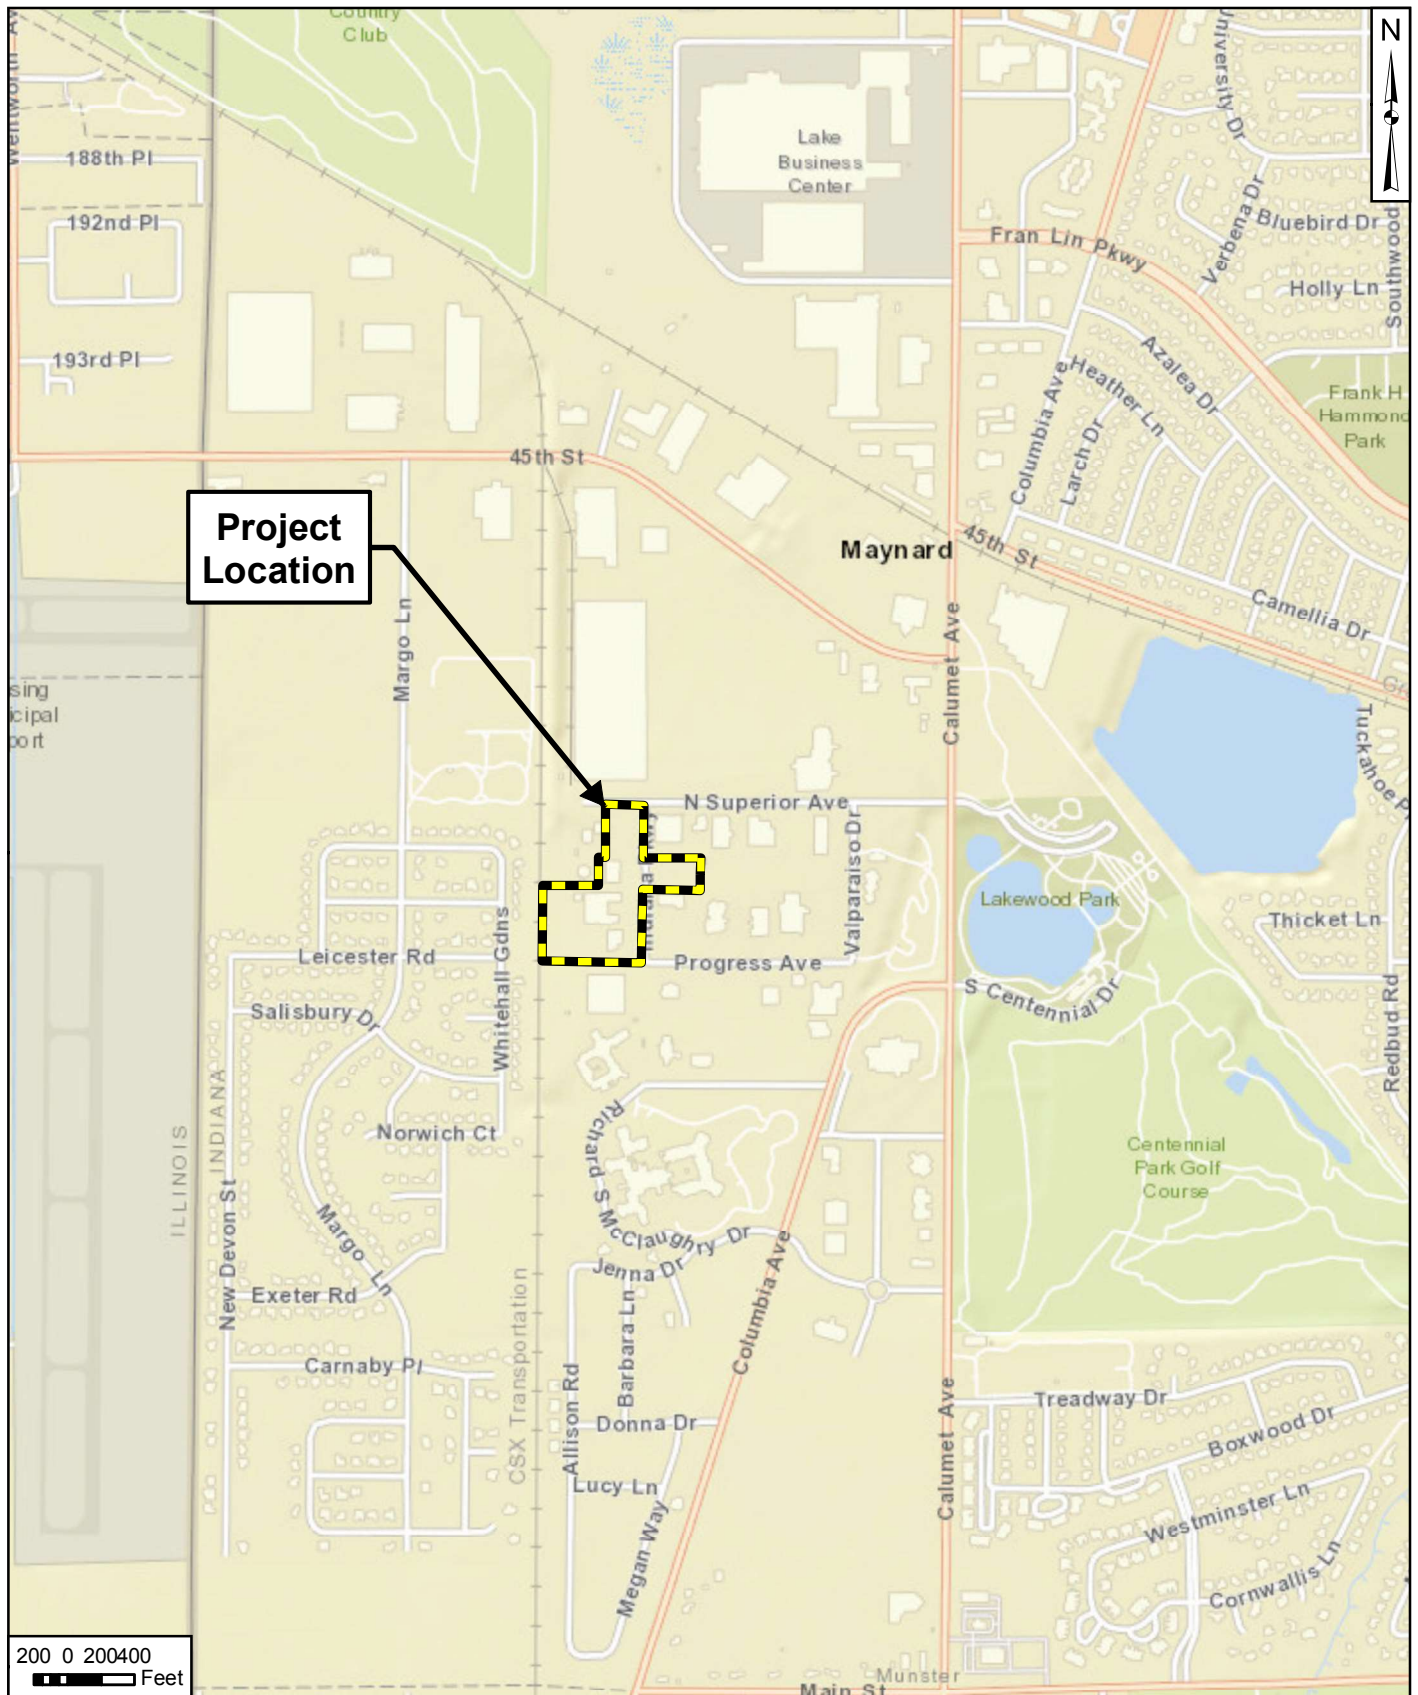 Country
Club
N
Wentworth Av
University Dr
188th Pl
Lake
Business
Center
192nd Pl
Bluebird Dr
Verbena Dr
Southwood
Fran Lin Pkwy
Holly Ln
193rd Pl
Azalea Dr
Heather Ln
Columbia Ave
Larch Dr
Frank H
Hammond
Park
45th St
Project
Location
Maynard
45th St
Camellia Dr
Margo Ln
Calumet Ave
sing
icipal
port
Tuckahoe P
N Superior Ave
Valparaiso Dr
Lakewood Park
Thicket Ln
Whitehall Gdns
Leicester Rd
Progress Ave
S Centennial Dr
Salisbury Dr
Redbud Rd
INDIANA
ILLINOIS
Norwich Ct
Richard S McClaughry Dr
Centennial
Park Golf
Course
New Devon St
Margo Ln
Jenna Dr
Exeter Rd
Columbia Ave
Barbara Ln
CSX Transportation
Carnaby Pl
Allison Rd
Calumet Ave
Treadway Dr
Donna Dr
Boxwood Dr
Lucy Ln
Westminster Ln
Megan Way
Cornwallis Ln
200 0 200400
Feet
Munster
Main St